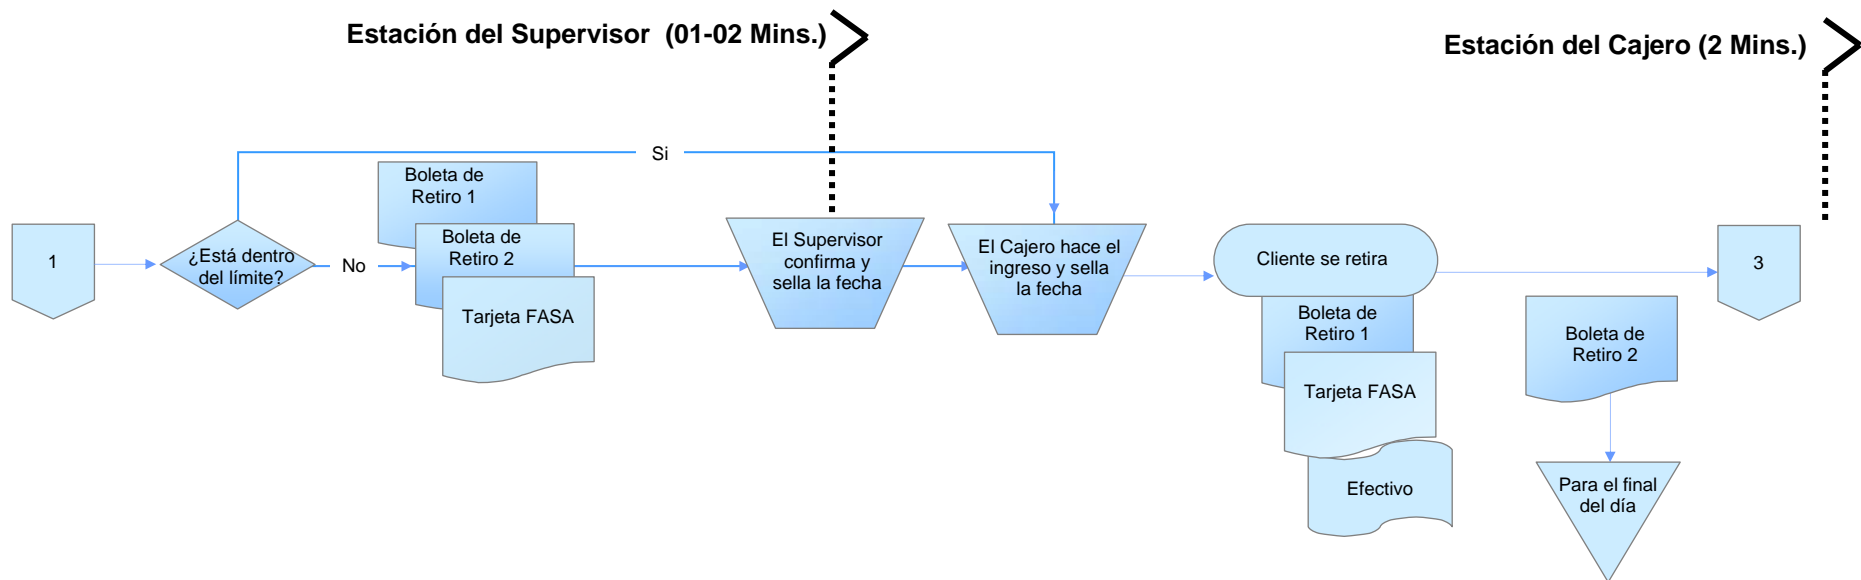 Estación del Supervisor  (01-02 Mins.)
Estación del Cajero (2 Mins.)
Si
1
¿Está dentro
del límite?
No
Boleta de
Retiro 1
Boleta de
Retiro 2
Tarjeta FASA
El Supervisor
confirma y
sella la fecha
El Cajero hace el
ingreso y sella
la fecha
Cliente se retira
Boleta de
Retiro 1
Tarjeta FASA
Efectivo
3
Boleta de
Retiro 2
Para el final
del día